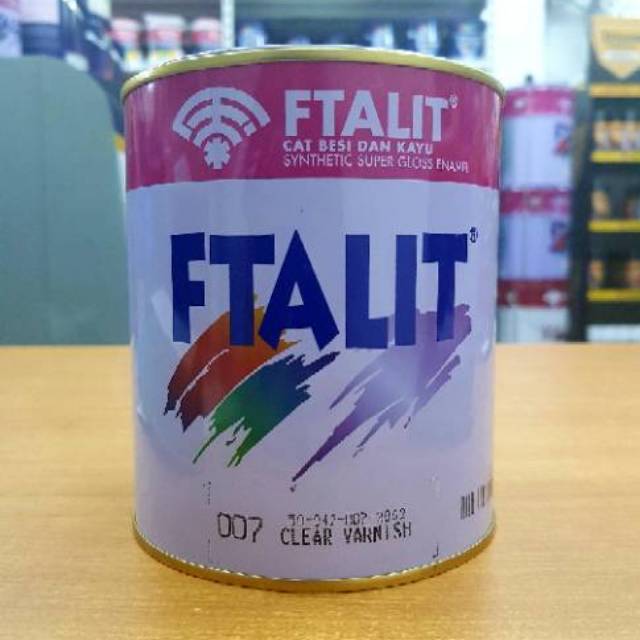 FTALIT®
CAT BESI DAN KAYU
SYNTHETIC SUPER GLOSS ENAMEL
FTALIT®
007
CLEAR VARNISH